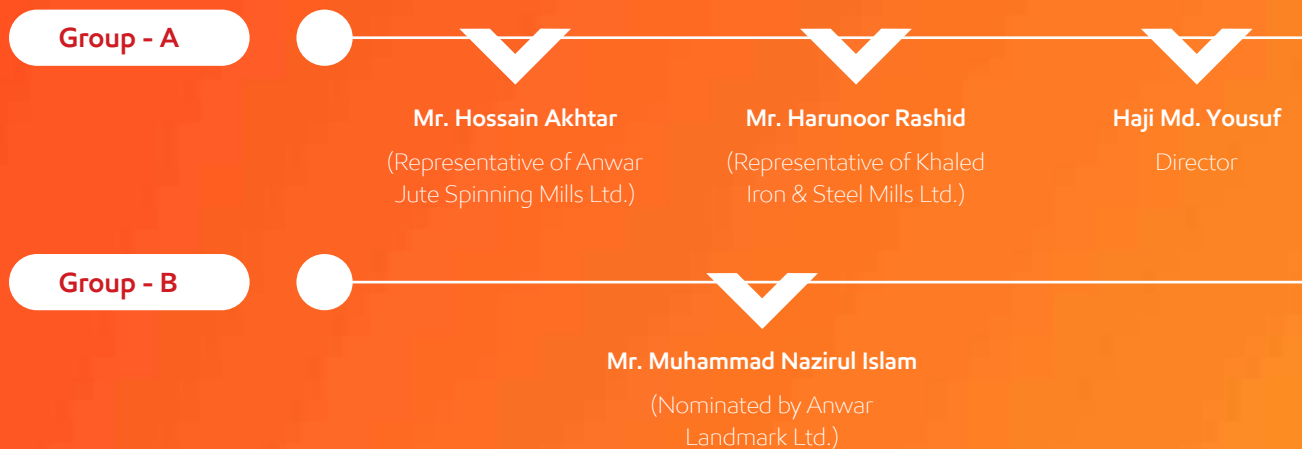 Group - A
Mr. Hossain Akhtar
(Representative of Anwar
Jute Spinning Mills Ltd.)
Mr. Harunoor Rashid
(Representative of Khaled
Iron & Steel Mills Ltd.)
Haji Md. Yousuf
Director
Group - B
Mr. Muhammad Nazirul Islam
(Nominated by Anwar
Landmark Ltd.)